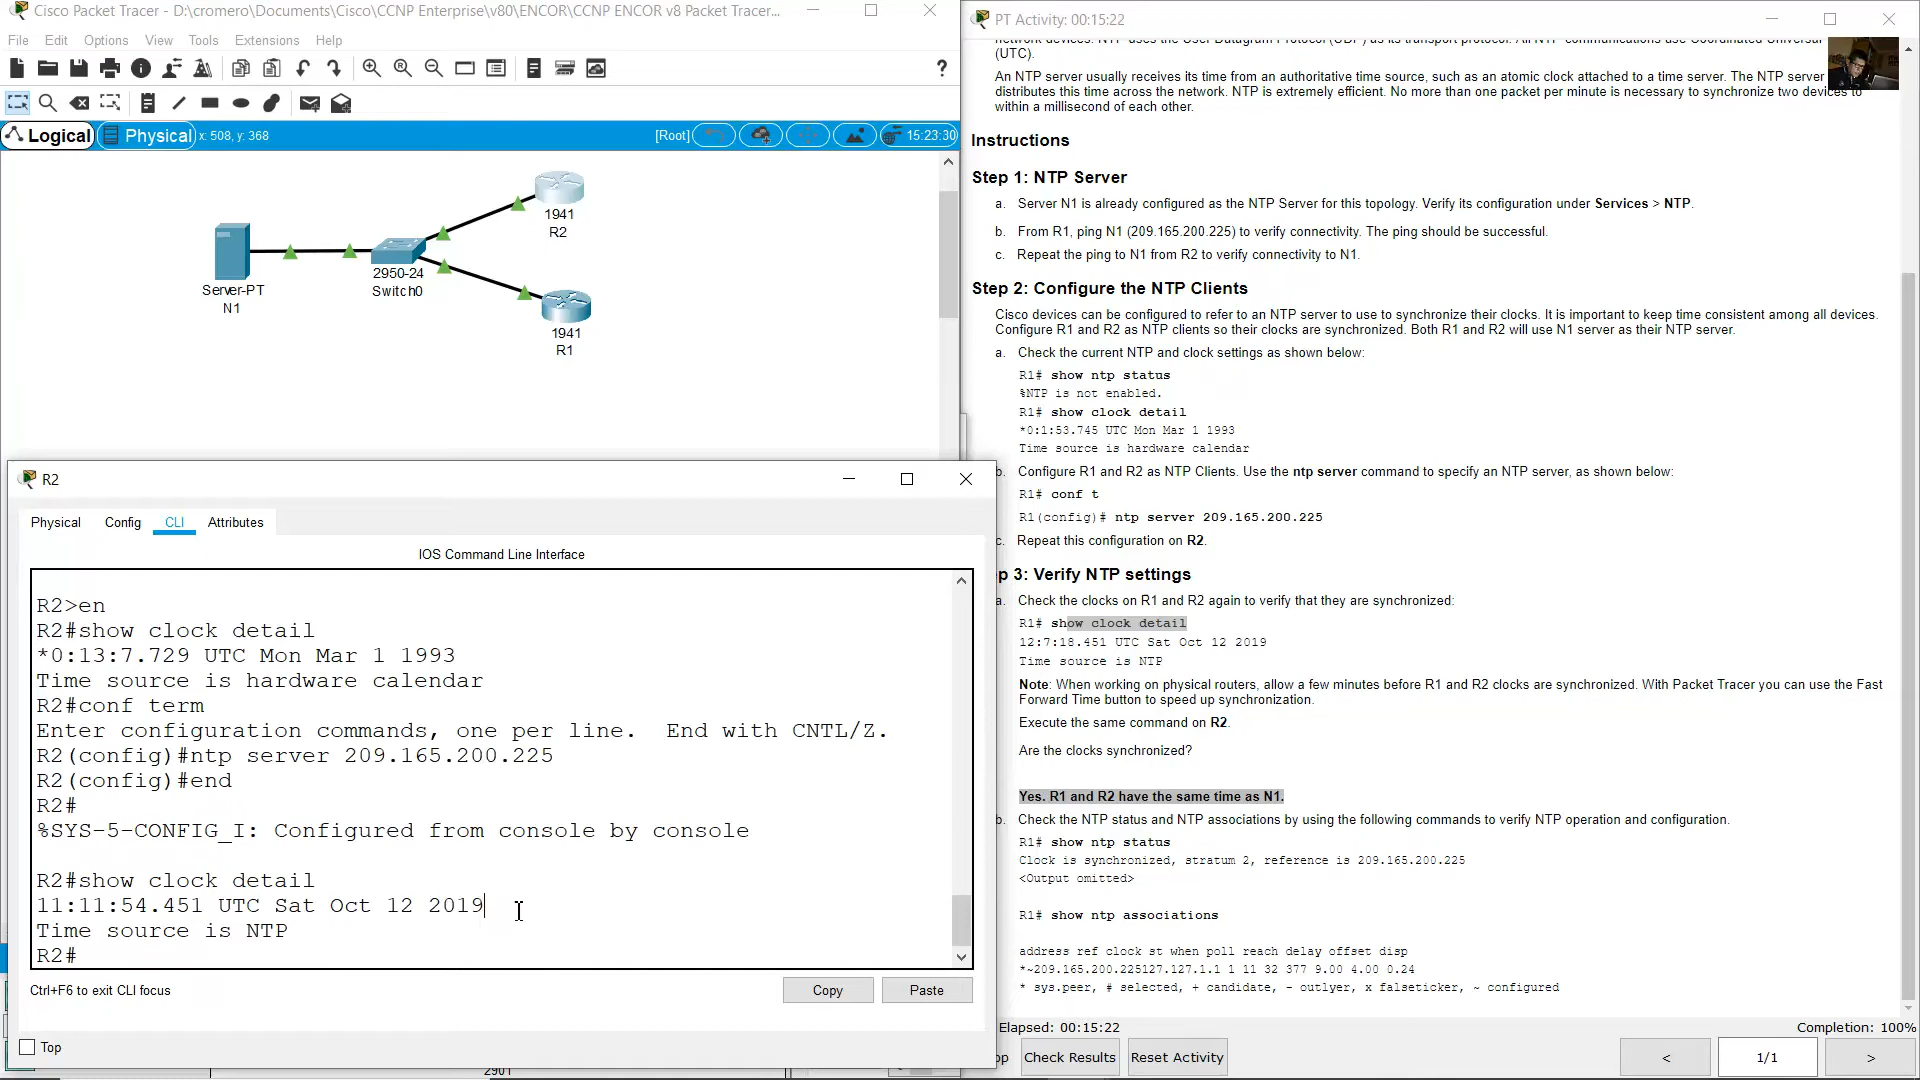 Cisco Packet Tracer - D:\cromero\Documents\Cisco\CCNP Enterprise\v80\ENCOR\CCNP ENCOR v8 Packet Tracer...
File Edit Options View Tools Extensions Help
?
Logical Physical x: 508, y: 368 [Root] 15:23:30
1941
R2
2950-24
Switch0
Server-PT
N1
1941
R1
R2
Physical Config CLI Attributes
IOS Command Line Interface
R2>en
R2#show clock detail
*0:13:7.729 UTC Mon Mar 1 1993
Time source is hardware calendar
R2#conf term
Enter configuration commands, one per line. End with CNTL/Z.
R2(config)#ntp server 209.165.200.225
R2(config)#end
R2#
%SYS-5-CONFIG_I: Configured from console by console
R2#show clock detail
11:11:54.451 UTC Sat Oct 12 2019
Time source is NTP
R2#
Ctrl+F6 to exit CLI focus
Copy Paste
Top
2901
PT Activity: 00:15:22
network devices. NTP uses the User Datagram Protocol (UDP) as its transport protocol. All NTP communications use Coordinated Univers
(UTC).
An NTP server usually receives its time from an authoritative time source, such as an atomic clock attached to a time server. The NTP server
distributes this time across the network. NTP is extremely efficient. No more than one packet per minute is necessary to synchronize two devices to
within a millisecond of each other.
Instructions
Step 1: NTP Server
a. Server N1 is already configured as the NTP Server for this topology. Verify its configuration under Services > NTP.
b. From R1, ping N1 (209.165.200.225) to verify connectivity. The ping should be successful.
c. Repeat the ping to N1 from R2 to verify connectivity to N1.
Step 2: Configure the NTP Clients
Cisco devices can be configured to refer to an NTP server to use to synchronize their clocks. It is important to keep time consistent among all devices.
Configure R1 and R2 as NTP clients so their clocks are synchronized. Both R1 and R2 will use N1 server as their NTP server.
a. Check the current NTP and clock settings as shown below:
R1# show ntp status
%NTP is not enabled.
R1# show clock detail
*0:1:53.745 UTC Mon Mar 1 1993
Time source is hardware calendar
b. Configure R1 and R2 as NTP Clients. Use the ntp server command to specify an NTP server, as shown below:
R1# conf t
R1(config)# ntp server 209.165.200.225
c. Repeat this configuration on R2.
p 3: Verify NTP settings
a. Check the clocks on R1 and R2 again to verify that they are synchronized:
R1# show clock detail
12:7:18.451 UTC Sat Oct 12 2019
Time source is NTP
Note: When working on physical routers, allow a few minutes before R1 and R2 clocks are synchronized. With Packet Tracer you can use the Fast
Forward Time button to speed up synchronization.
Execute the same command on R2.
Are the clocks synchronized?
Yes. R1 and R2 have the same time as N1.
b. Check the NTP status and NTP associations by using the following commands to verify NTP operation and configuration.
R1# show ntp status
Clock is synchronized, stratum 2, reference is 209.165.200.225
<Output omitted>
R1# show ntp associations
address ref clock st when poll reach delay offset disp
*~209.165.200.225127.127.1.1 1 11 32 377 9.00 4.00 0.24
* sys.peer, # selected, + candidate, - outlyer, x falseticker, ~ configured
Elapsed: 00:15:22 Completion: 100%
op Check Results Reset Activity < 1/1 >